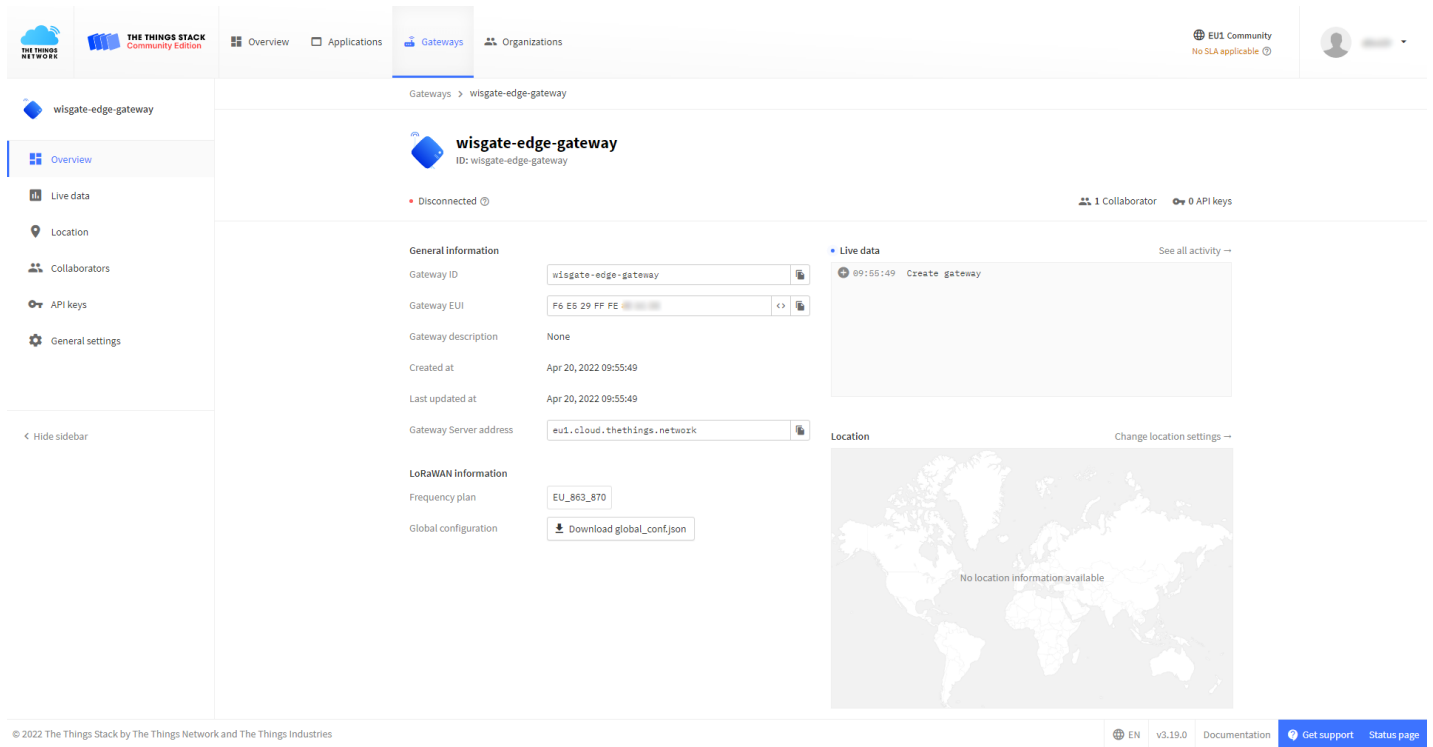 THE THINGS
NETWORK
THE THINGS STACK
Community Edition
Overview
Applications
Gateways
Organizations
EU1 Community
No SLA applicable
wisgate-edge-gateway
Overview
Live data
Location
Collaborators
API keys
General settings
< Hide sidebar
Gateways > wisgate-edge-gateway
wisgate-edge-gateway
ID: wisgate-edge-gateway
Disconnected
1 Collaborator
0 API keys
General information
Gateway ID wisgate-edge-gateway
Gateway EUI F6 E5 29 FF FE
Gateway description None
Created at Apr 20, 2022 09:55:49
Last updated at Apr 20, 2022 09:55:49
Gateway Server address eu1.cloud.thethings.network
LoRaWAN information
Frequency plan EU_863_870
Global configuration Download global_conf.json
Live data See all activity →
09:55:49 Create gateway
Location Change location settings →
No location information available
© 2022 The Things Stack by The Things Network and The Things Industries
EN
v3.19.0
Documentation
Get support
Status page